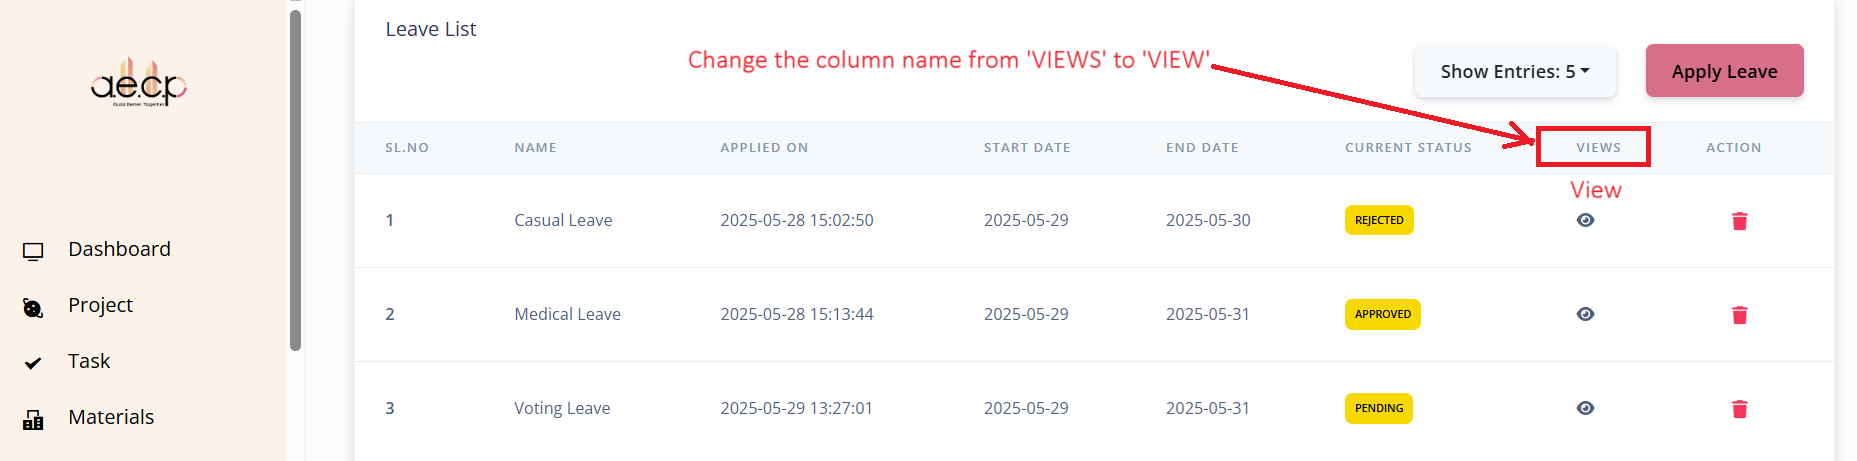 Leave List
Change the column name from 'VIEWS' to 'VIEW'
Show Entries: 5
Apply Leave
a.e.c.p
Build Better. Together
SL.NO NAME APPLIED ON START DATE END DATE CURRENT STATUS VIEWS ACTION
View
1 Casual Leave 2025-05-28 15:02:50 2025-05-29 2025-05-30 REJECTED
2 Medical Leave 2025-05-28 15:13:44 2025-05-29 2025-05-31 APPROVED
3 Voting Leave 2025-05-29 13:27:01 2025-05-29 2025-05-31 PENDING
Dashboard
Project
Task
Materials